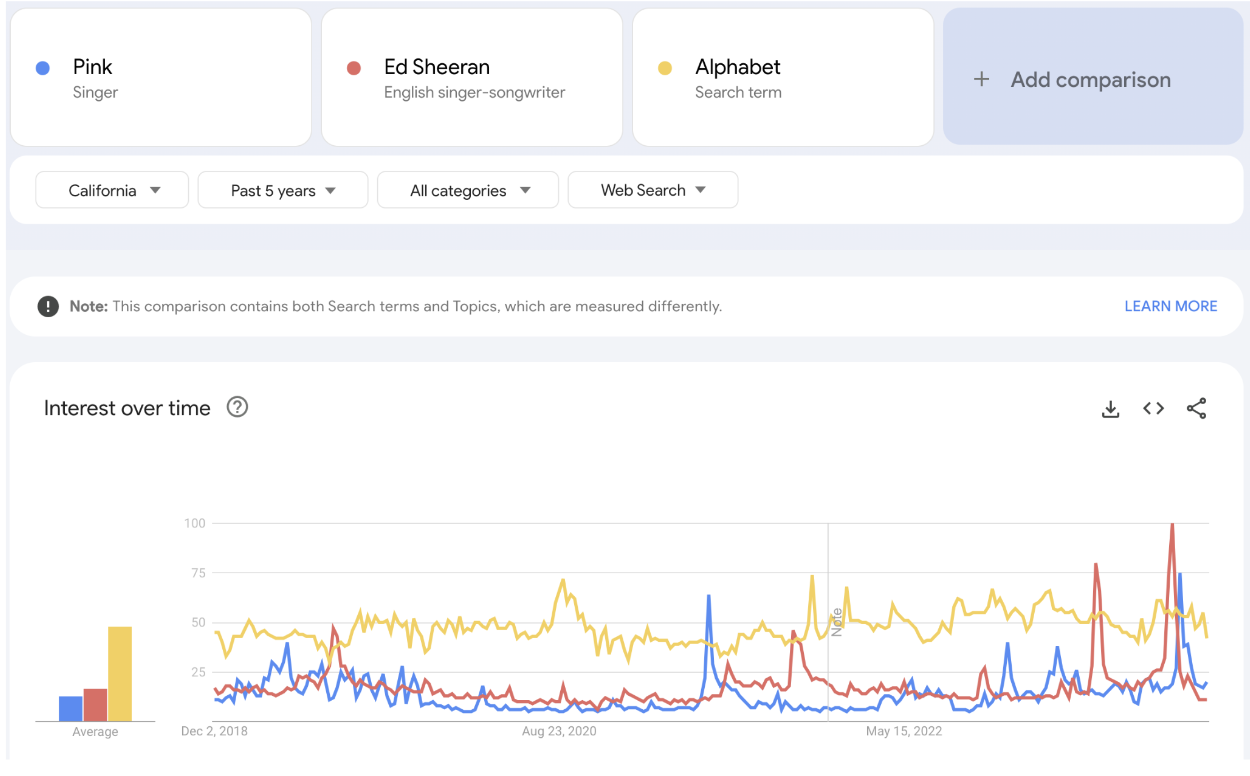 Pink
Singer
Ed Sheeran
English singer-songwriter
Alphabet
Search term
+ Add comparison
California
Past 5 years
All categories
Web Search
Note: This comparison contains both Search terms and Topics, which are measured differently.
LEARN MORE
Interest over time
100
75
50
25
Note
Average
Dec 2, 2018
Aug 23, 2020
May 15, 2022